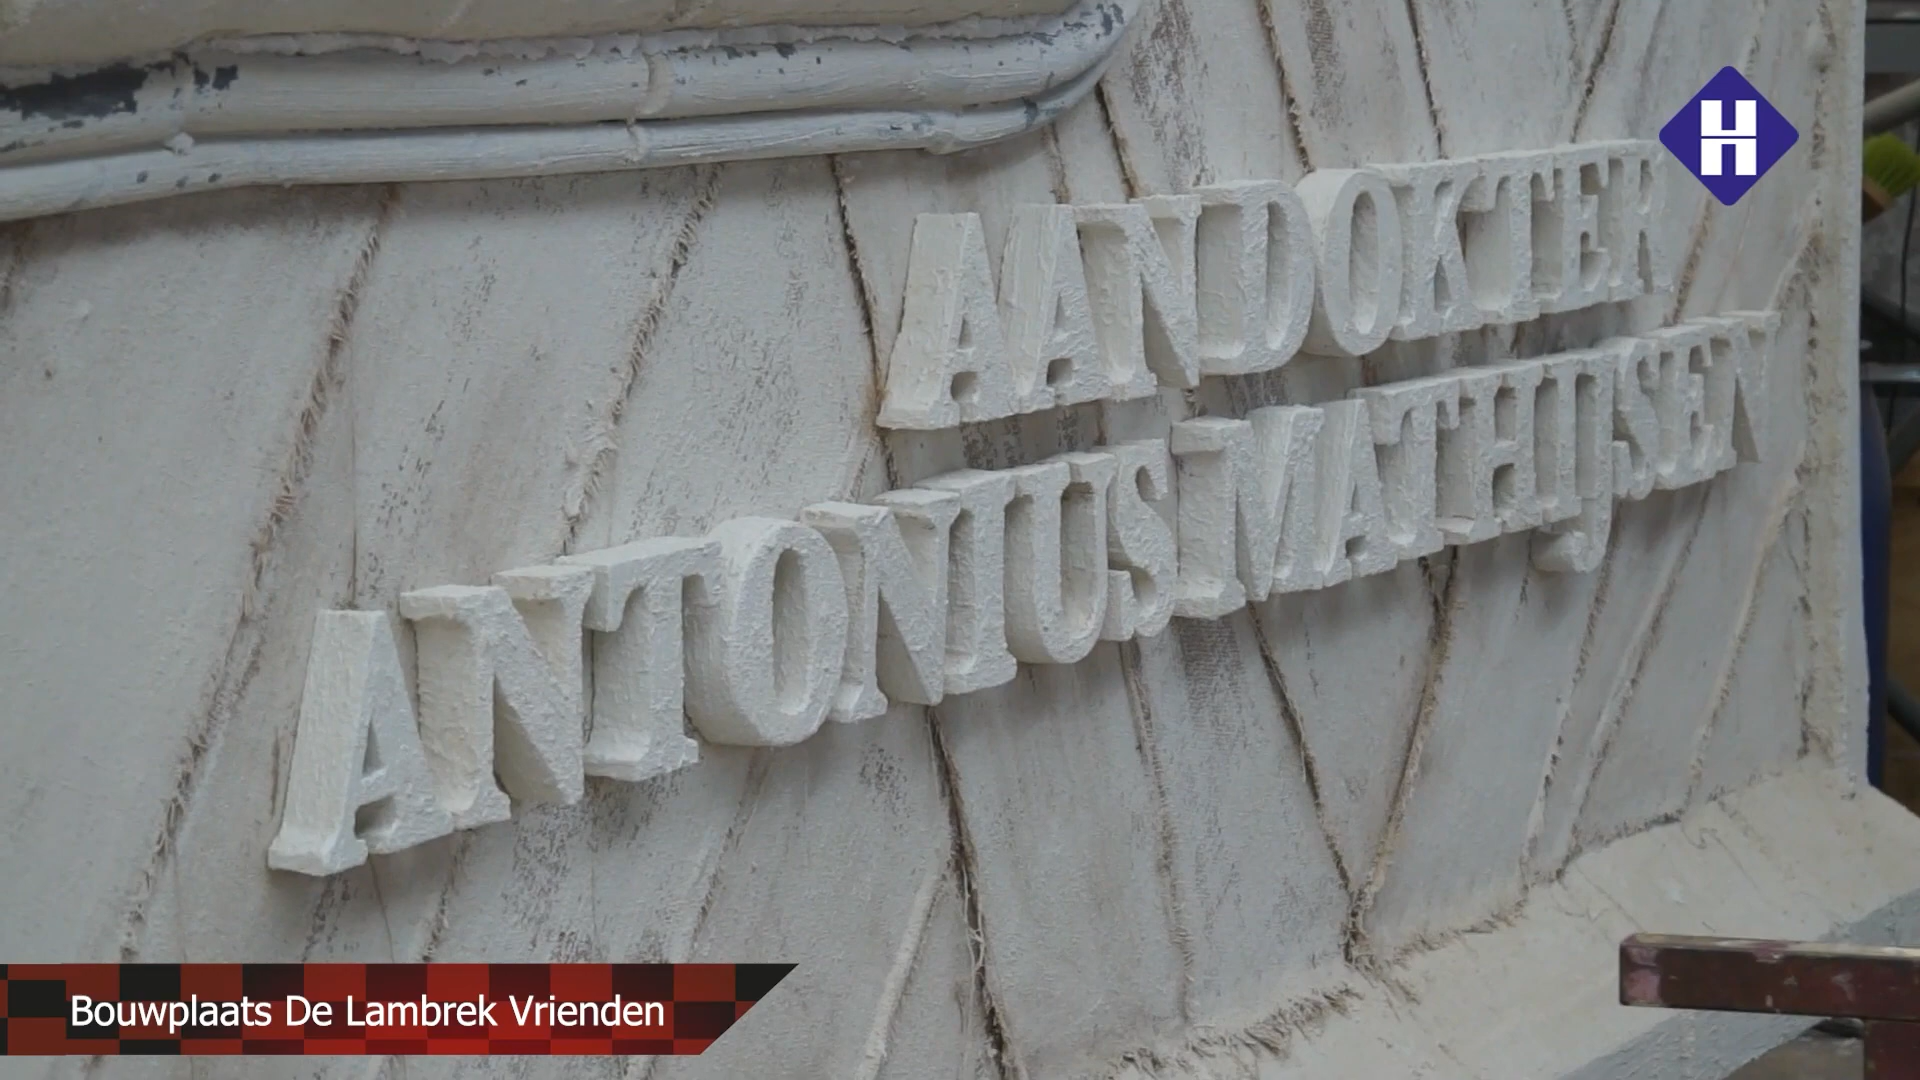 H
AAN DOKTER
ANTONIUS MATHIJSEN
Bouwplaats De Lambrek Vrienden